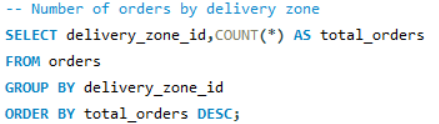 -- Number of orders by delivery zone
SELECT delivery_zone_id,COUNT(*) AS total_orders
FROM orders
GROUP BY delivery_zone_id
ORDER BY total_orders DESC;